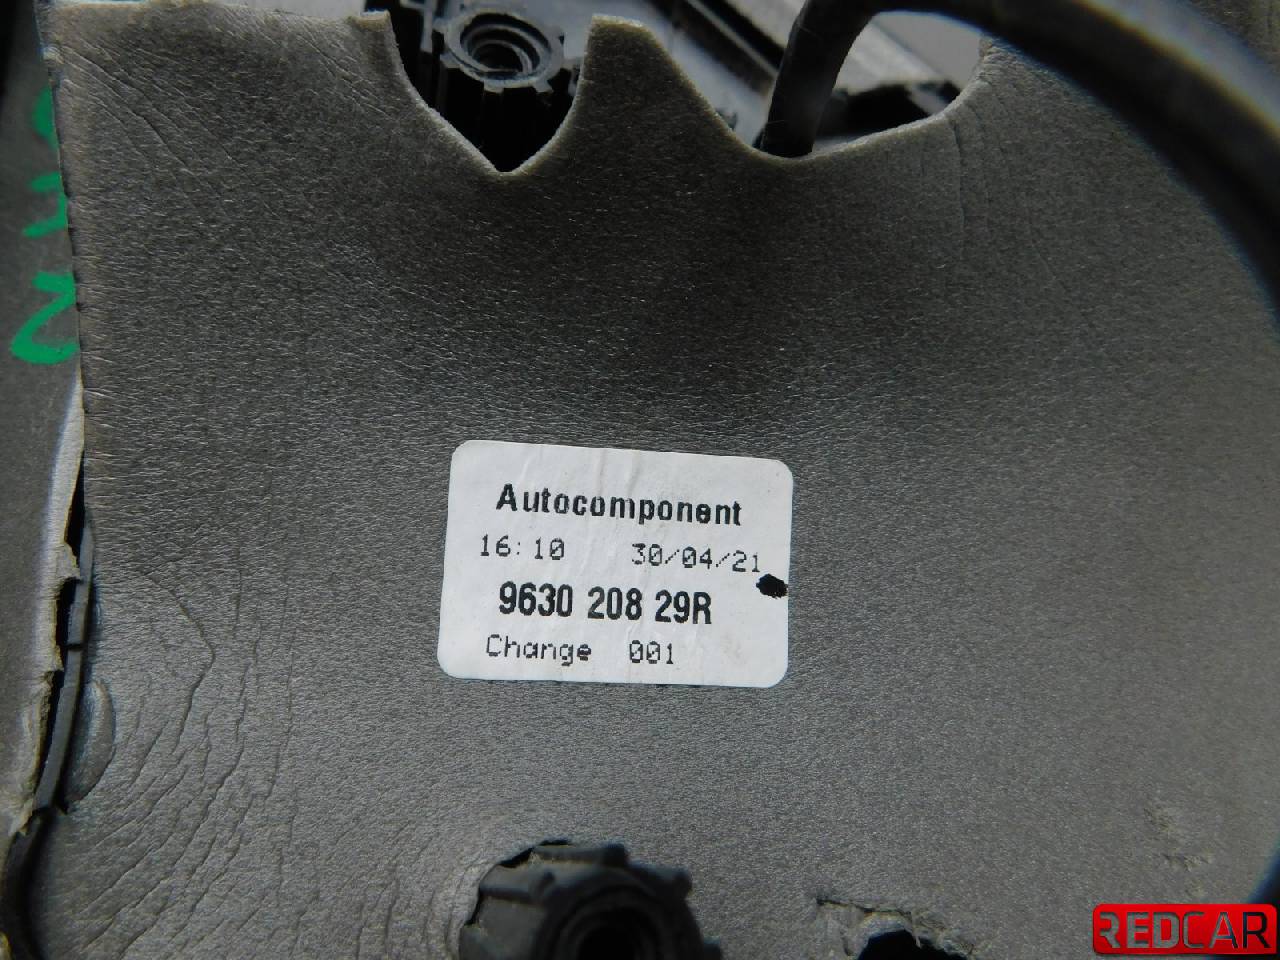 Autocomponent
16:10 30/04/21
9630 208 29R
Change 001
REDCAR